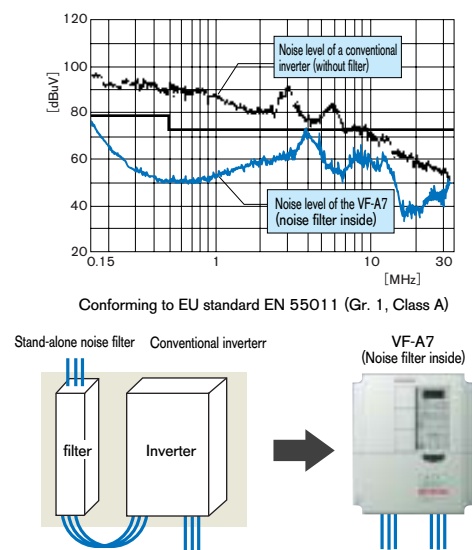 120
100
80
60
40
20
[dBuV]
Noise level of a conventional
inverter (without filter)
Noise level of the VF-A7
(noise filter inside)
0.15
1
10
30
[MHz]
Conforming to EU standard EN 55011 (Gr. 1, Class A)
Stand-alone noise filter
Conventional inverterr
VF-A7
(Noise filter inside)
filter
Inverter